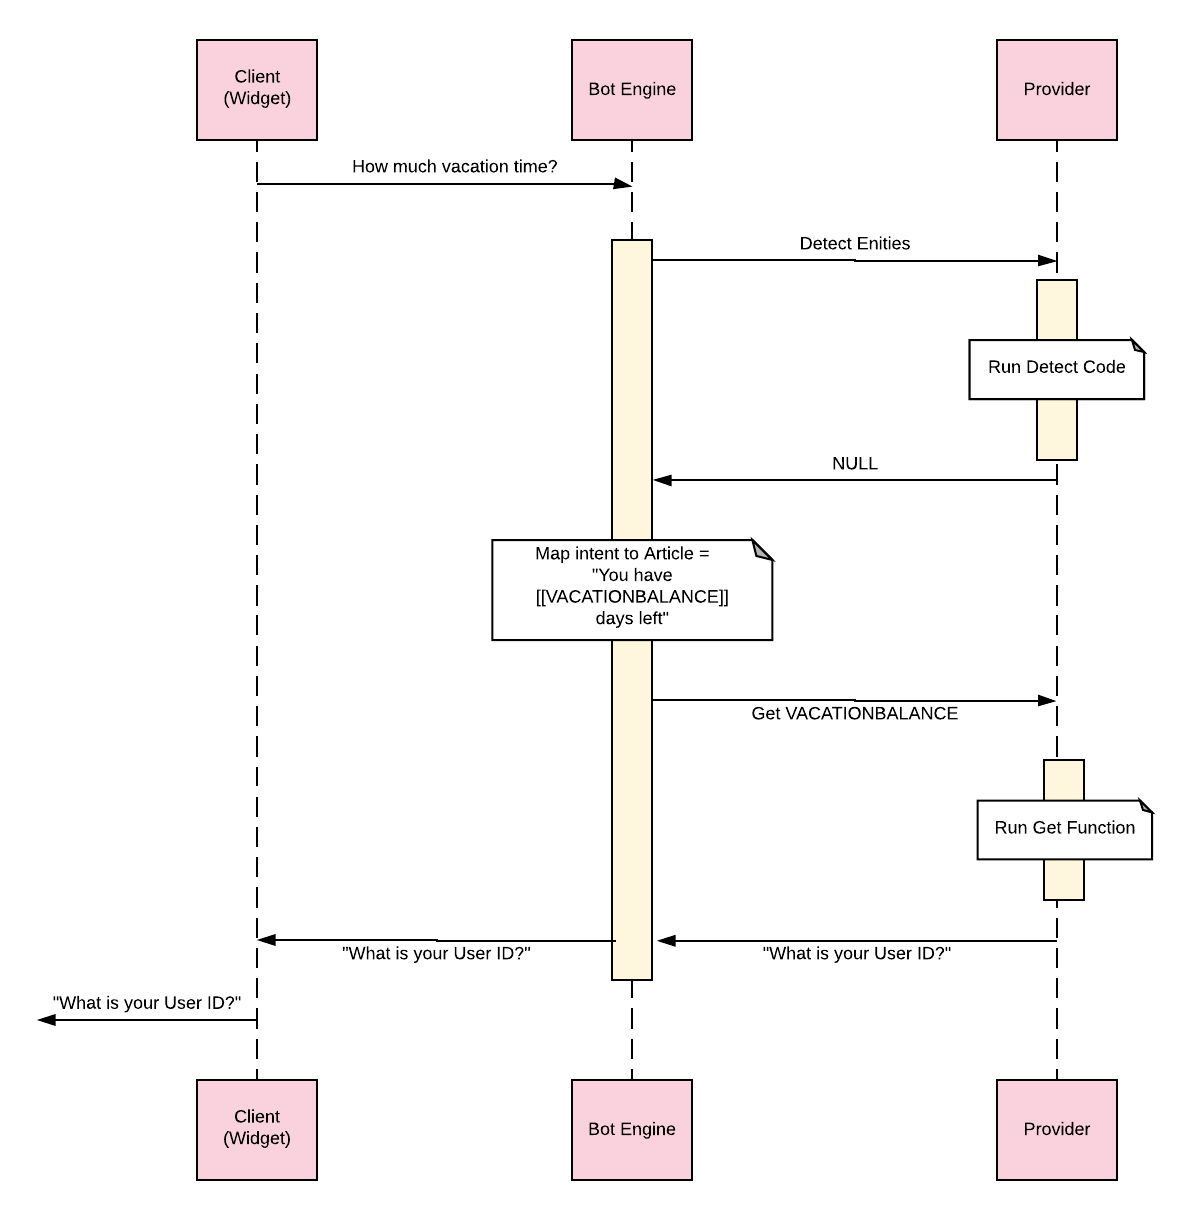 Client
(Widget)
Bot Engine
Provider
How much vacation time?
Detect Enities
Run Detect Code
NULL
Map intent to Article =
"You have
[[VACATIONBALANCE]]
days left"
Get VACATIONBALANCE
Run Get Function
"What is your User ID?"
"What is your User ID?"
"What is your User ID?"
Client
(Widget)
Bot Engine
Provider